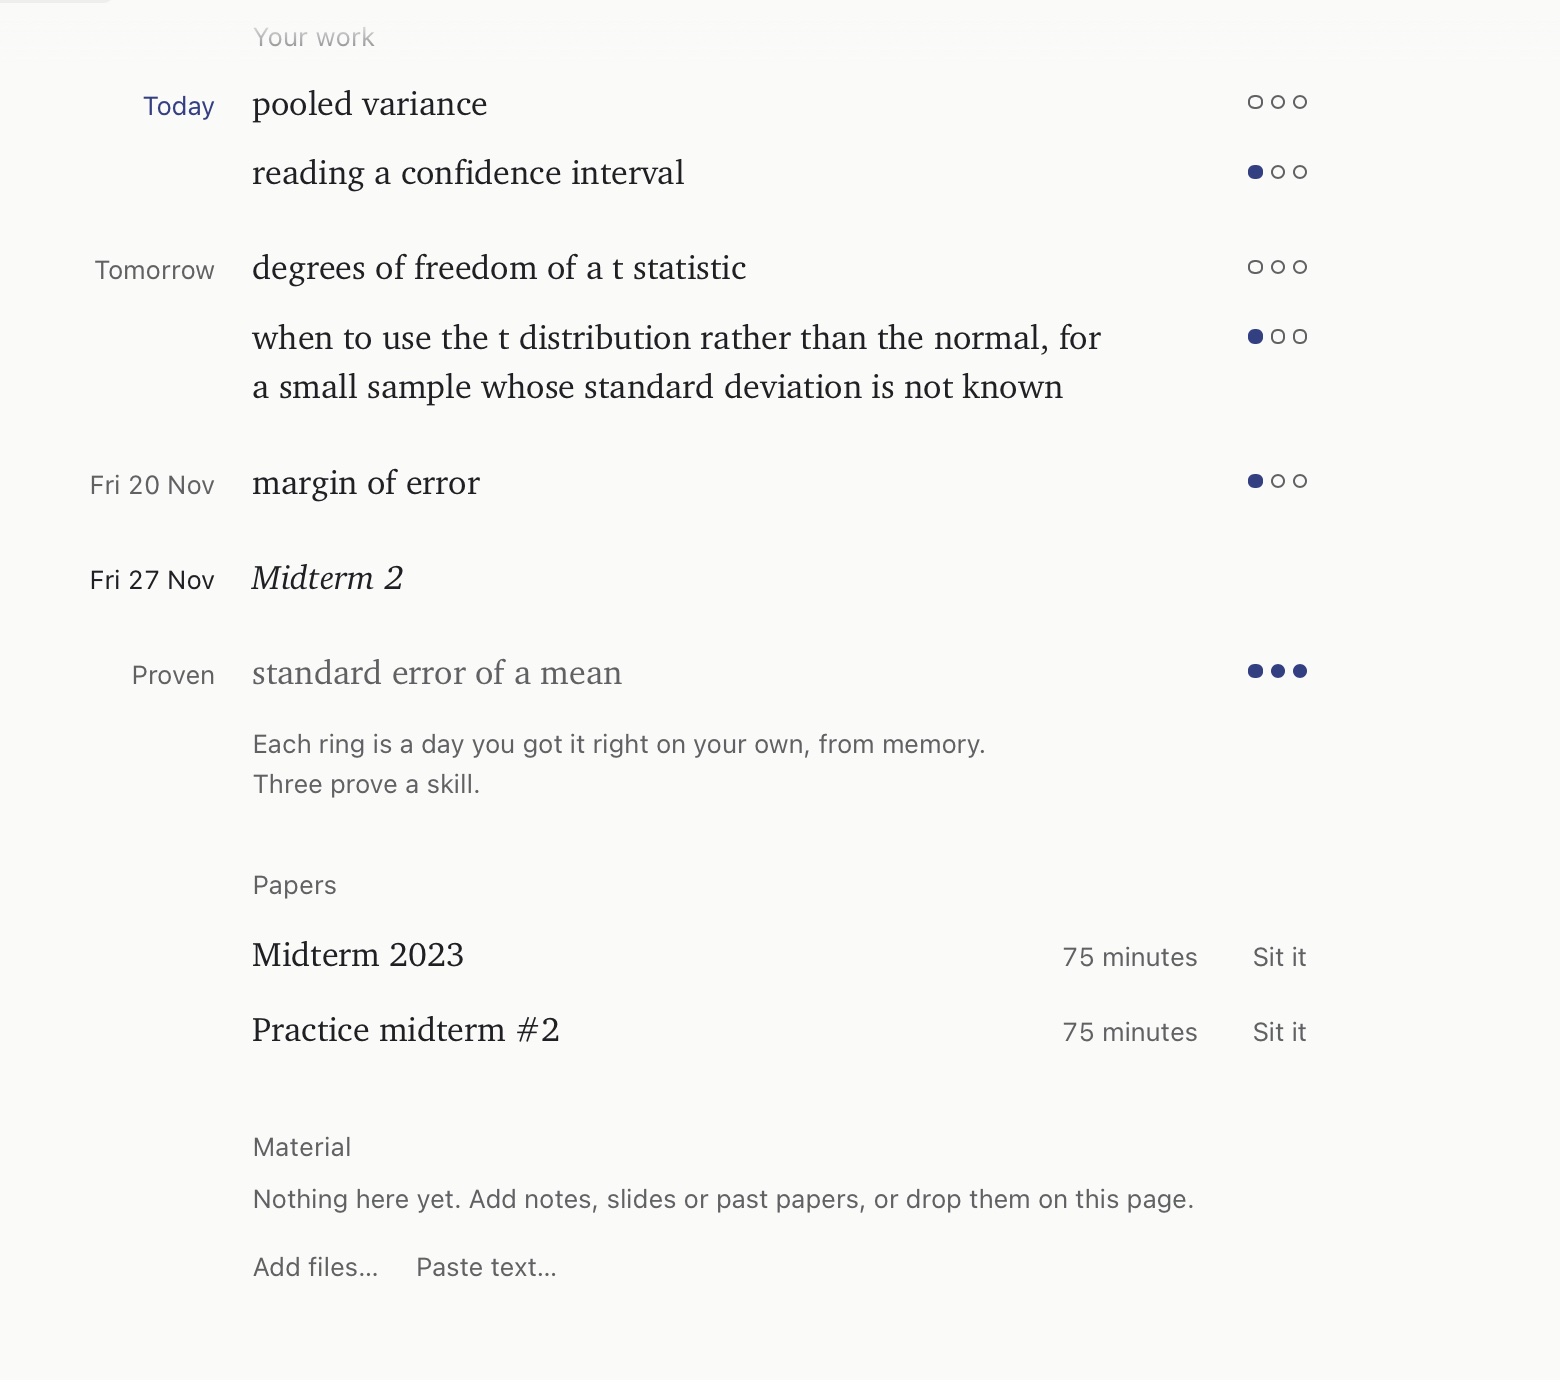 Your work
Today pooled variance
reading a confidence interval
Tomorrow degrees of freedom of a t statistic
when to use the t distribution rather than the normal, for
a small sample whose standard deviation is not known
Fri 20 Nov margin of error
Fri 27 Nov Midterm 2
Proven standard error of a mean
Each ring is a day you got it right on your own, from memory.
Three prove a skill.
Papers
Midterm 2023 75 minutes Sit it
Practice midterm #2 75 minutes Sit it
Material
Nothing here yet. Add notes, slides or past papers, or drop them on this page.
Add files... Paste text...